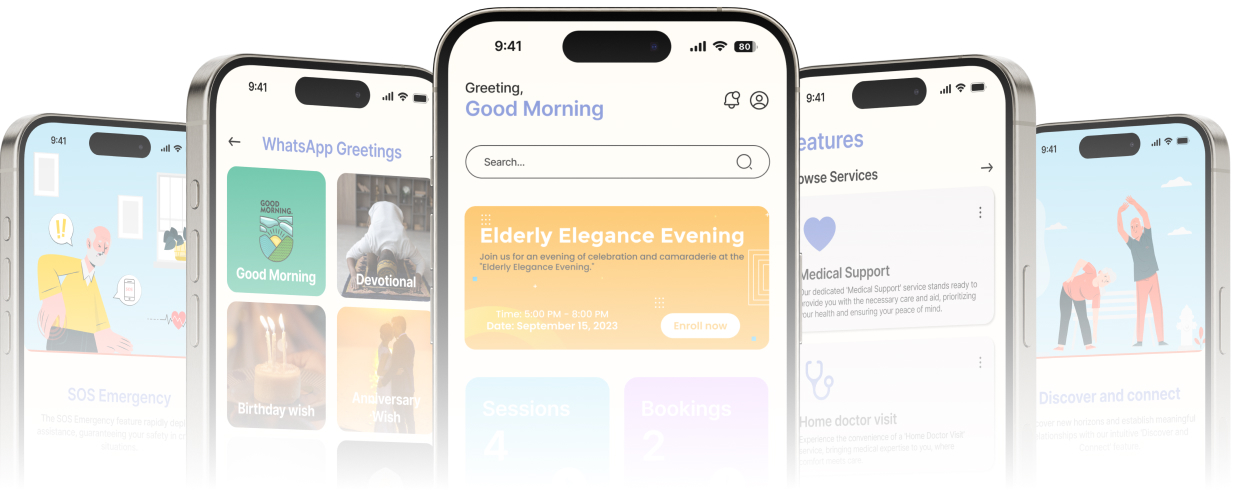 9:41
SOS Emergency
The SOS Emergency feature rapidly
assistance, guaranteeing your safety in
situations.
9:41
WhatsApp Greetings
GOOD
MORNING.
Good Morning
Devotional
Birthday wish
Anniversary
Wish
9:41
80
Greeting,
Good Morning
Search...
Elderly Elegance Evening
Join us for an evening of celebration and camaraderie at the
"Elderly Elegance Evening."
Time: 6:00 PM – 8:00 PM
Date: September 15, 2023
Enroll now
Sessions
4
Bookings
2
9:41
eatures
owse Services
Medical Support
Our dedicated 'Medical Support' service stands ready to
provide you with the necessary care and aid, prioritizing
your health and ensuring your peace of mind.
Home doctor visit
Experience the convenience of a 'Home Doctor Visit'
service, bringing medical expertise to you, where
9:41
Discover and connect
new horizons and establish meaningful
relationships with our intuitive 'Discover and
Connect' feature.